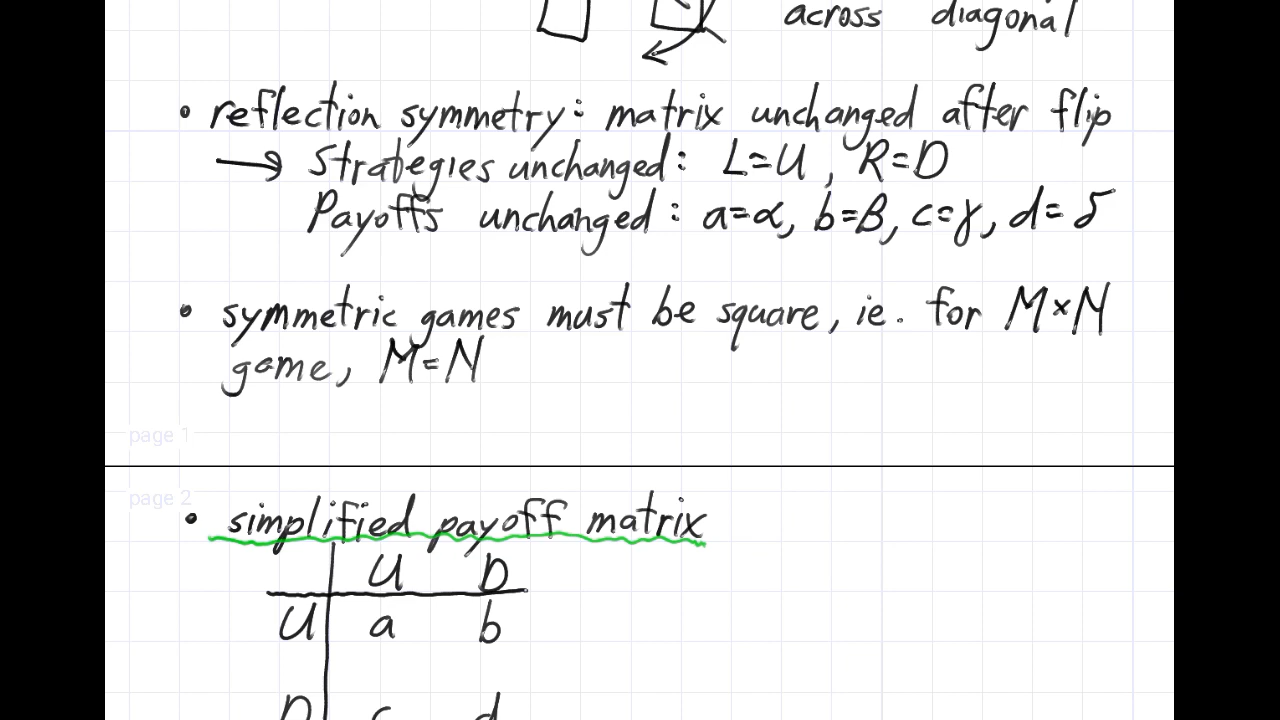 across diagonal
• reflection symmetry: matrix unchanged after flip
→ Strategies unchanged: L=U, R=D
Payoffs unchanged: a=α, b=β, c=γ, d=δ
• symmetric games must be square, ie. for M×N
game, M=N
page 1
page 2
• simplified payoff matrix
U D
U a b
D c d